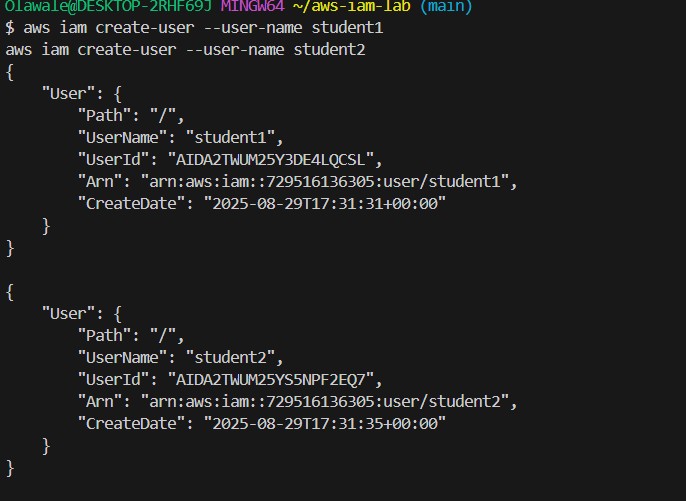 Olawale@DESKTOP-2RHF69J MINGW64 ~/aws-iam-lab (main)
$ aws iam create-user --user-name student1
aws iam create-user --user-name student2
{
    "User": {
        "Path": "/",
        "UserName": "student1",
        "UserId": "AIDA2TWUM25Y3DE4LQCSL",
        "Arn": "arn:aws:iam::729516136305:user/student1",
        "CreateDate": "2025-08-29T17:31:31+00:00"
    }
}
{
    "User": {
        "Path": "/",
        "UserName": "student2",
        "UserId": "AIDA2TWUM25YS5NPF2EQ7",
        "Arn": "arn:aws:iam::729516136305:user/student2",
        "CreateDate": "2025-08-29T17:31:35+00:00"
    }
}